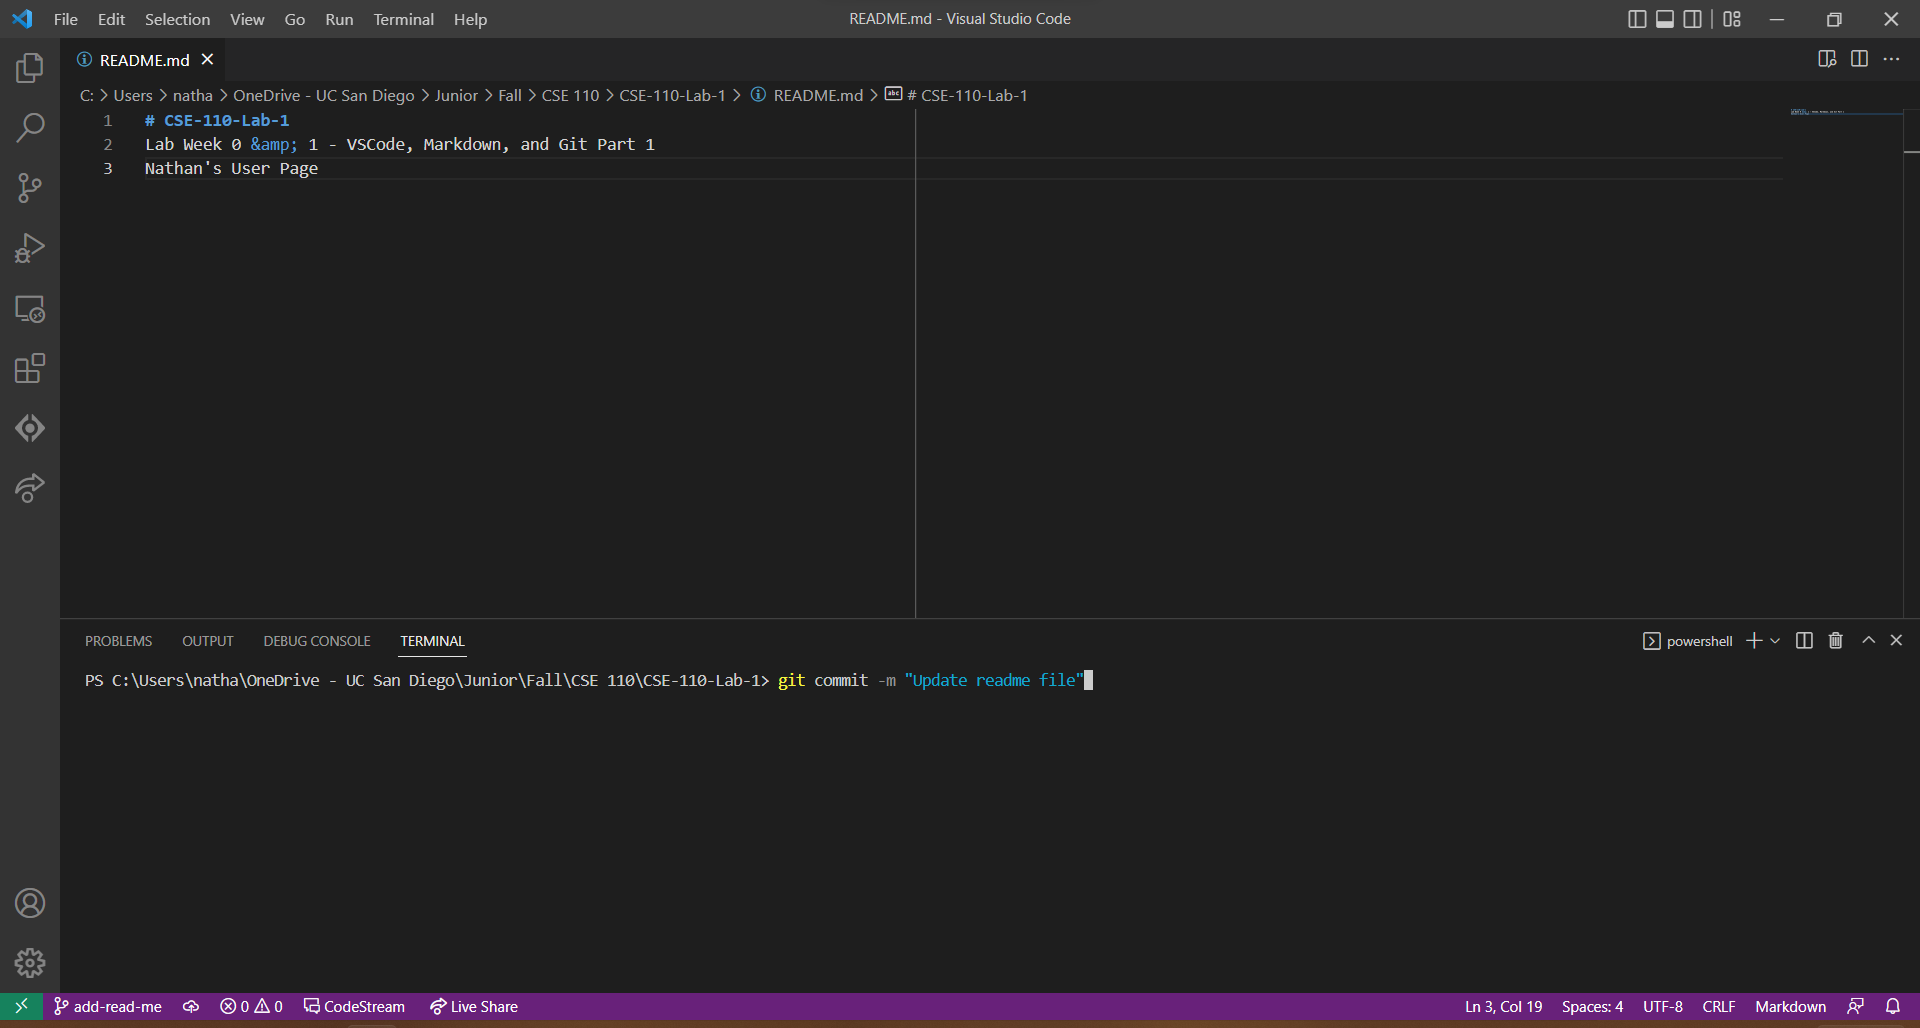 File Edit Selection View Go Run Terminal Help README.md - Visual Studio Code
README.md
C: > Users > natha > OneDrive - UC San Diego > Junior > Fall > CSE 110 > CSE-110-Lab-1 > README.md > # CSE-110-Lab-1
1 # CSE-110-Lab-1
2 Lab Week 0 &amp; 1 - VSCode, Markdown, and Git Part 1
3 Nathan's User Page
PROBLEMS OUTPUT DEBUG CONSOLE TERMINAL powershell
PS C:\Users\natha\OneDrive - UC San Diego\Junior\Fall\CSE 110\CSE-110-Lab-1> git commit -m "Update readme file"
add-read-me 0 0 CodeStream Live Share Ln 3, Col 19 Spaces: 4 UTF-8 CRLF Markdown